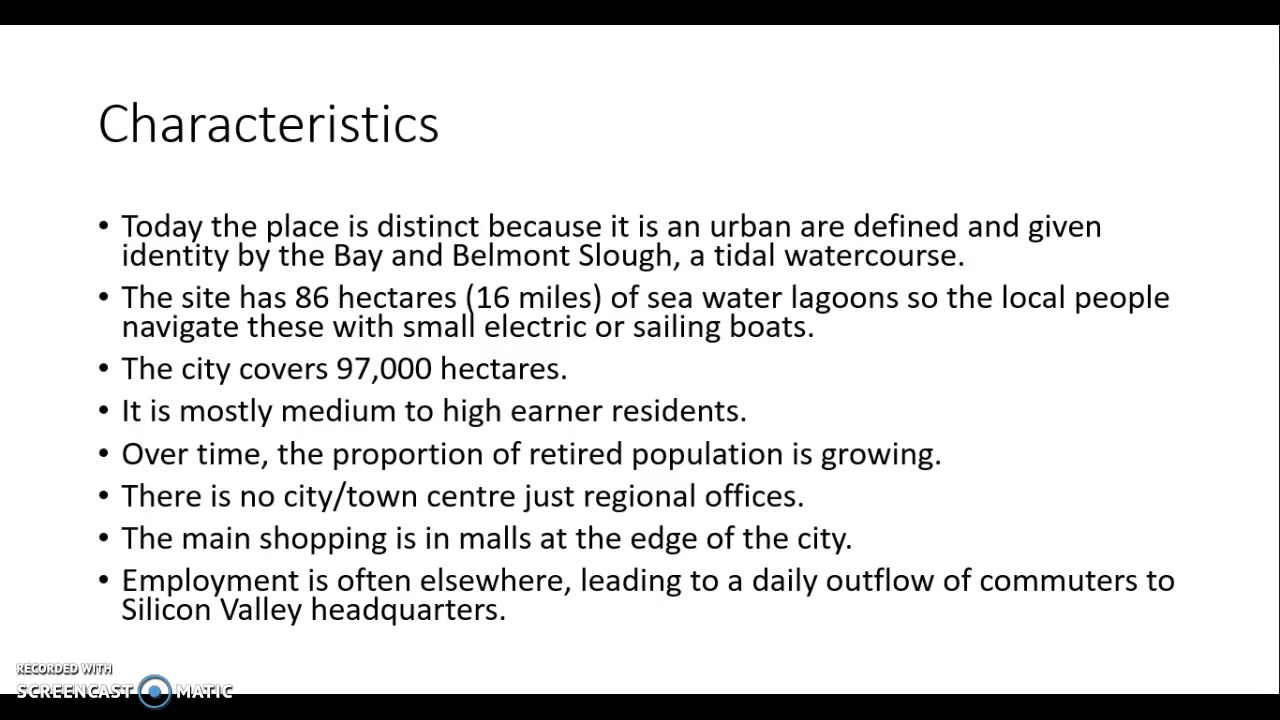 Characteristics
• Today the place is distinct because it is an urban are defined and given
identity by the Bay and Belmont Slough, a tidal watercourse.
• The site has 86 hectares (16 miles) of sea water lagoons so the local people
navigate these with small electric or sailing boats.
• The city covers 97,000 hectares.
• It is mostly medium to high earner residents.
• Over time, the proportion of retired population is growing.
• There is no city/town centre just regional offices.
• The main shopping is in malls at the edge of the city.
• Employment is often elsewhere, leading to a daily outflow of commuters to
Silicon Valley headquarters.
RECORDED WITH
SCREENCAST MATIC